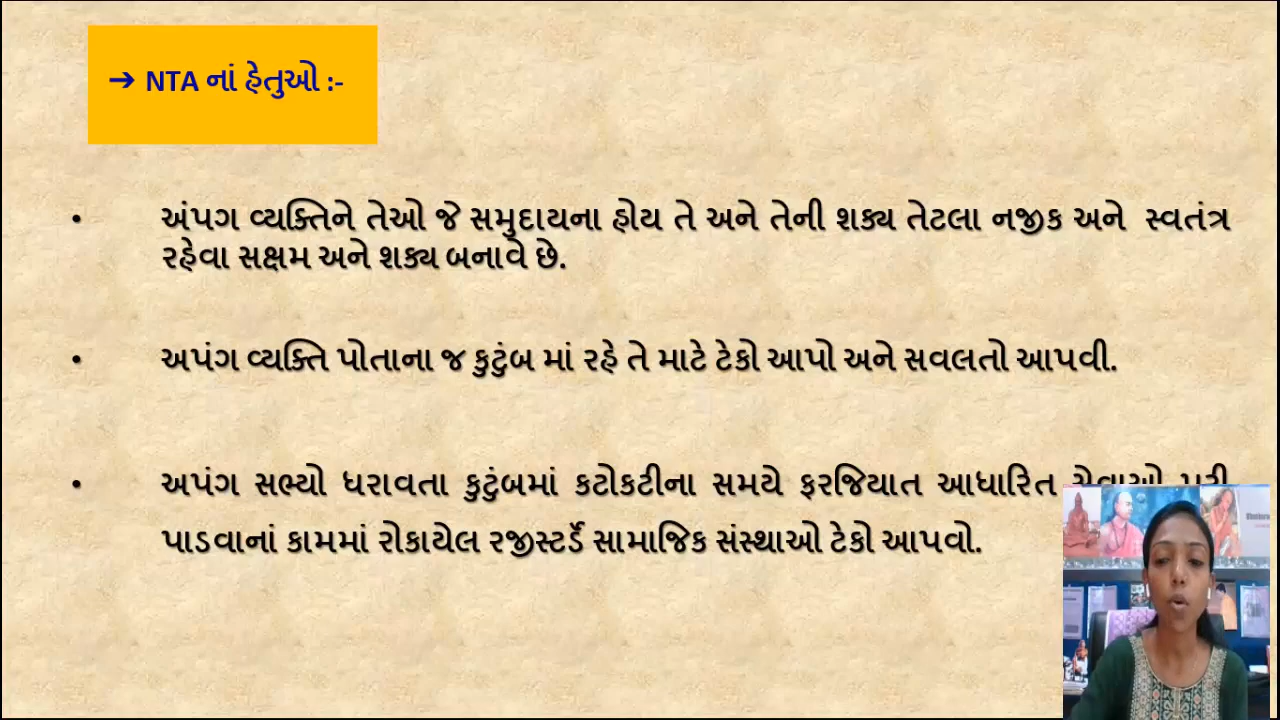 ➔ NTA નાં હેતુઓ :-
• અંપગ વ્યક્તિને તેઓ જે સમુદાયના હોય તે અને તેની શક્ય તેટલા નજીક અને સ્વતંત્ર
રહેવા સક્ષમ અને શક્ય બનાવે છે.
• અપંગ વ્યક્તિ પોતાના જ કુટુંબ માં રહે તે માટે ટેકો આપો અને સવલતો આપવી.
• અપંગ સભ્યો ધરાવતા કુટુંબમાં કટોકટીના સમયે ફરજિયાત આધારિત
પાડવાનાં કામમાં રોકાયેલ રજીસ્ટર્ડ સામાજિક સંસ્થાઓ ટેકો આપવો.